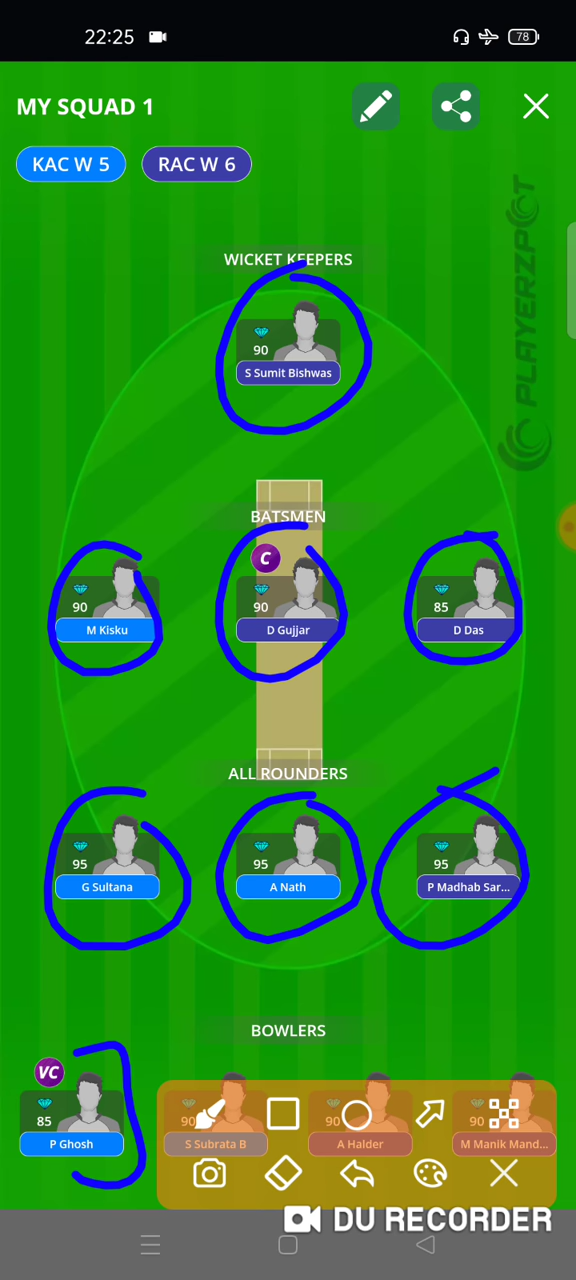 22:25
78
MY SQUAD 1
KAC W 5
RAC W 6
PLAYERZPOT
WICKET KEEPERS
90
S Sumit Bishwas
BATSMEN
C
90
90
85
M Kisku
D Gujjar
D Das
ALL ROUNDERS
95
95
95
G Sultana
A Nath
P Madhab Sar...
BOWLERS
VC
85
90
90
90
P Ghosh
S Subrata B
A Halder
M Manik Mand...
DU RECORDER